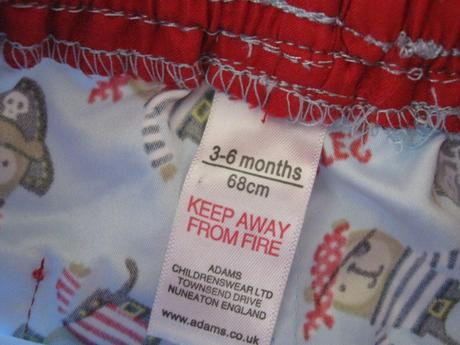 3-6 months
68cm
KEEP AWAY
FROM FIRE
ADAMS
CHILDRENSWEAR LTD
TOWNSEND DRIVE
NUNEATON ENGLAND
www.adams.co.uk